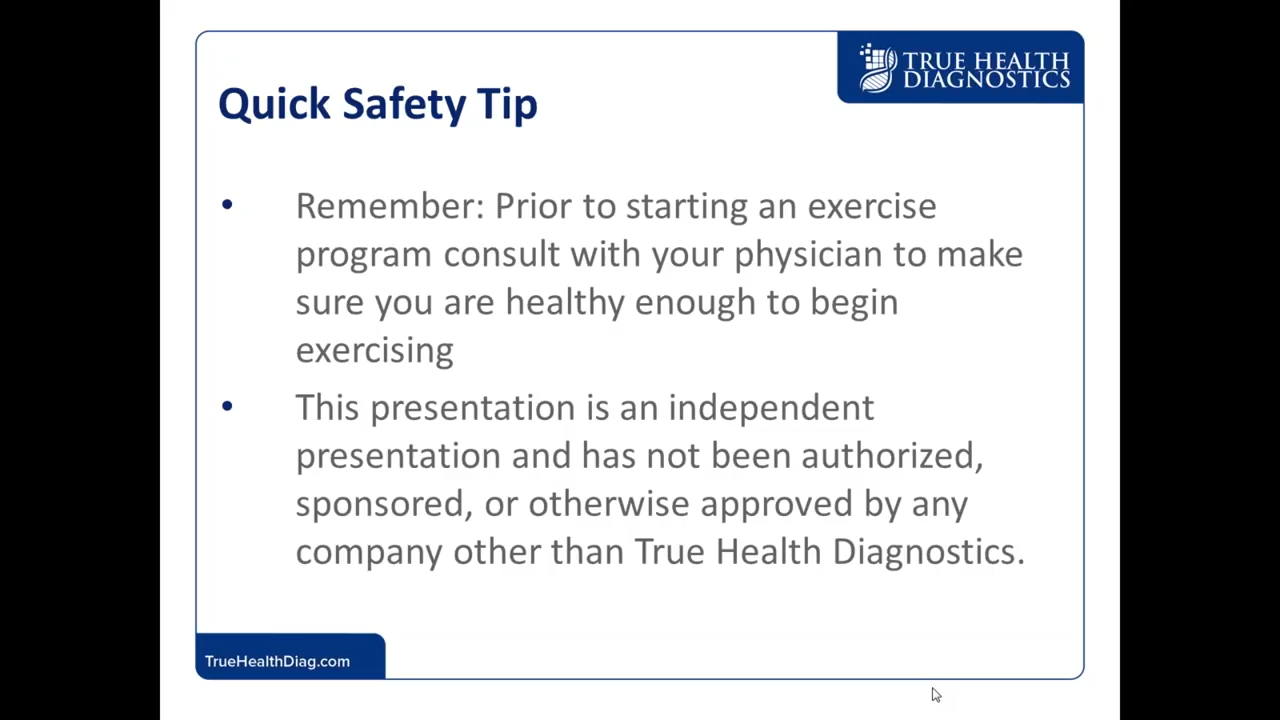 TRUE HEALTH
DIAGNOSTICS
Quick Safety Tip
• Remember: Prior to starting an exercise
program consult with your physician to make
sure you are healthy enough to begin
exercising
• This presentation is an independent
presentation and has not been authorized,
sponsored, or otherwise approved by any
company other than True Health Diagnostics.
TrueHealthDiag.com